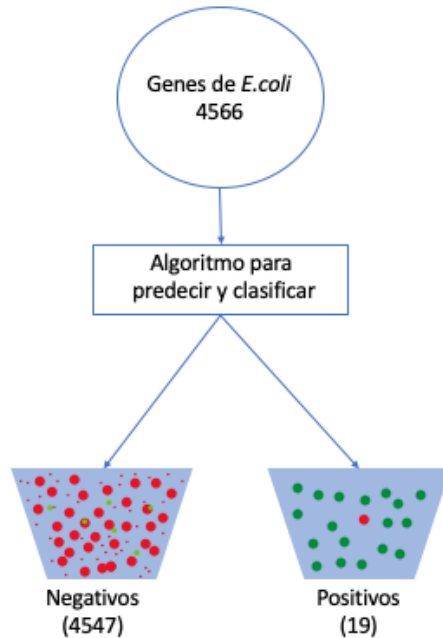 Genes de E.coli
4566
Algoritmo para
predecir y clasificar
Negativos
(4547)
Positivos
(19)